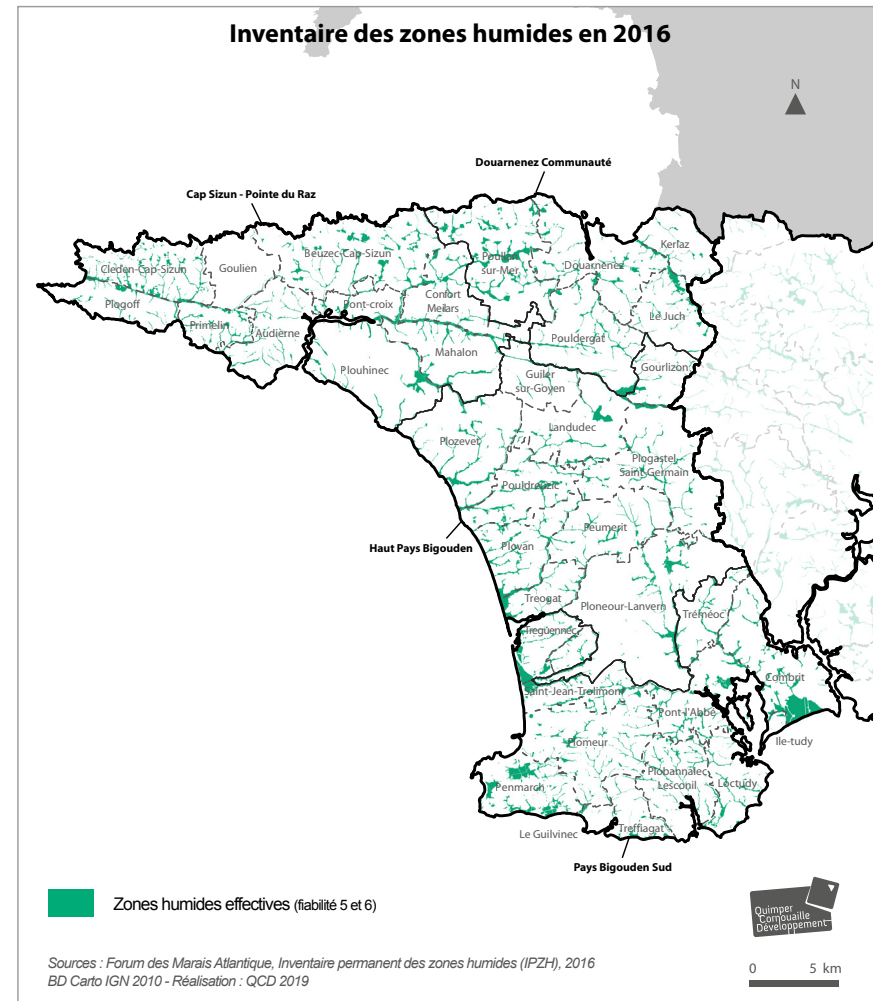 Inventaire des zones humides en 2016
N
Douarnenez Communauté
Cap Sizun - Pointe du Raz
Kerlaz
Beuzec-Cap-Sizun
Poullan
sur-Mer
Douarnenez
Cleden-Cap-Sizun
Goulien
Confort
Meilars
Plogoff
Pont-croix
Le Juch
Primelin
Audierne
Pouldergat
Mahalon
Plouhinec
Gourlizon
Guiler
sur-Goyen
Landudec
Plozevet
Plogastel
Saint-Germain
Pouldreuzic
Peumerit
Haut Pays Bigouden
Plovan
Treogat
Ploneour-Lanvern
Tréméoc
Treguennec
Combrit
Saint-Jean-Trolimon
Pont-l'Abbé
Ile-tudy
Plomeur
Plobannalec
Lesconil
Loctudy
Penmarch
Le Guilvinec
Treffiagat
Pays Bigouden Sud
Zones humides effectives (fiabilité 5 et 6)
Quimper
Cornouaille
Développement
Sources : Forum des Marais Atlantique, Inventaire permanent des zones humides (IPZH), 2016
BD Carto IGN 2010 - Réalisation : QCD 2019
0 5 km